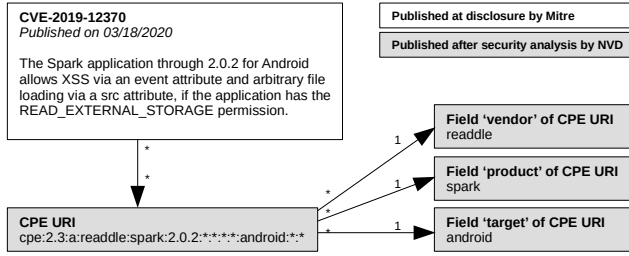 CVE-2019-12370
Published on 03/18/2020
The Spark application through 2.0.2 for Android
allows XSS via an event attribute and arbitrary file
loading via a src attribute, if the application has the
READ_EXTERNAL_STORAGE permission.
Published at disclosure by Mitre
Published after security analysis by NVD
*
*
CPE URI
cpe:2.3:a:readdle:spark:2.0.2:*:*:*:*:android:*:*
*
1
*
1
*
1
Field ‘vendor’ of CPE URI
readdle
Field ‘product’ of CPE URI
spark
Field ‘target’ of CPE URI
android